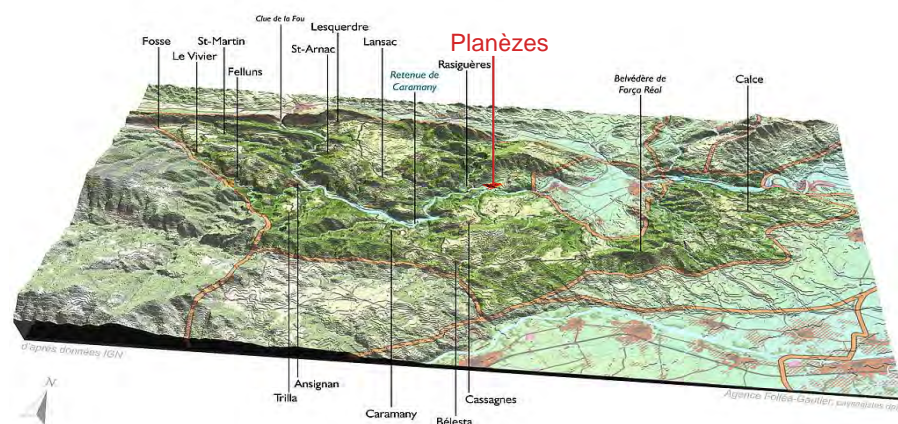 Clue de la Fou
Lesquerdre
Planèzes
Fosse
St-Martin
St-Arnac
Lansac
Le Vivier
Rasiguères
Felluns
Retenue de
Caramany
Belvédère de
Força Réal
Calce
d'après données IGN
N
Ansignan
Trilla
Cassagnes
Caramany
Bélesta
Agence Folléa-Gautier, paysagistes